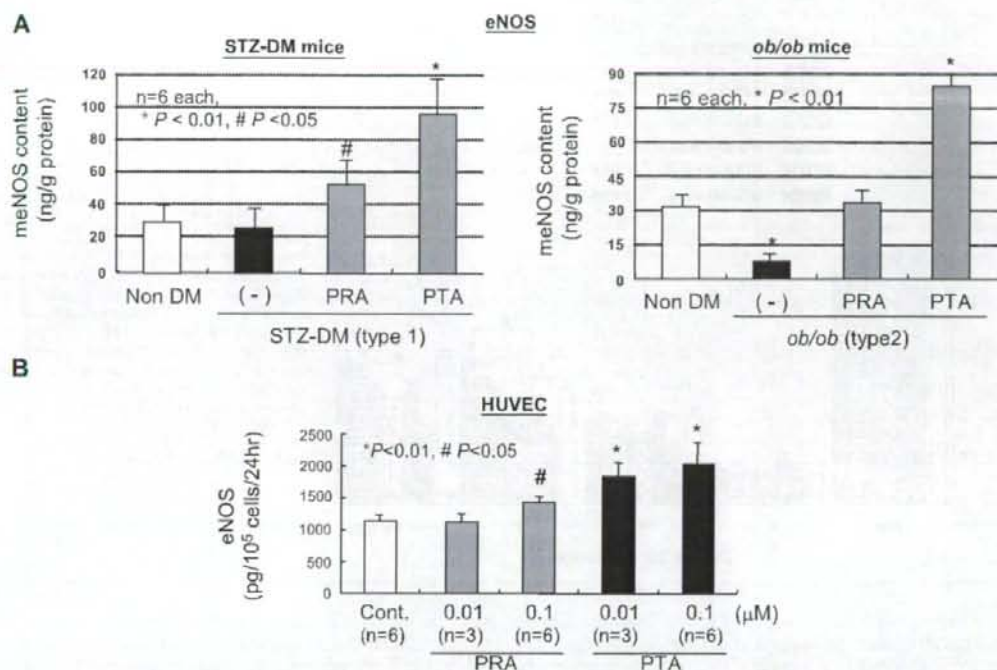 A
eNOS
STZ-DM mice
meNOS content
(ng/g protein)
120
100
80
60
40
20
0
n=6 each,
* P < 0.01, # P <0.05
#
*
Non DM (-) PRA PTA
STZ-DM (type 1)
ob/ob mice
meNOS content
(ng/g protein)
90
75
60
45
30
15
0
n=6 each, * P < 0.01
*
*
Non DM (-) PRA PTA
ob/ob (type2)
B
HUVEC
eNOS
(pg/10⁵ cells/24hr)
2500
2000
1500
1000
500
0
*P<0.01, # P<0.05
#
*
*
Cont. 0.01 0.1 0.01 0.1 (μM)
(n=6) (n=3) (n=6) (n=3) (n=6)
PRA PTA